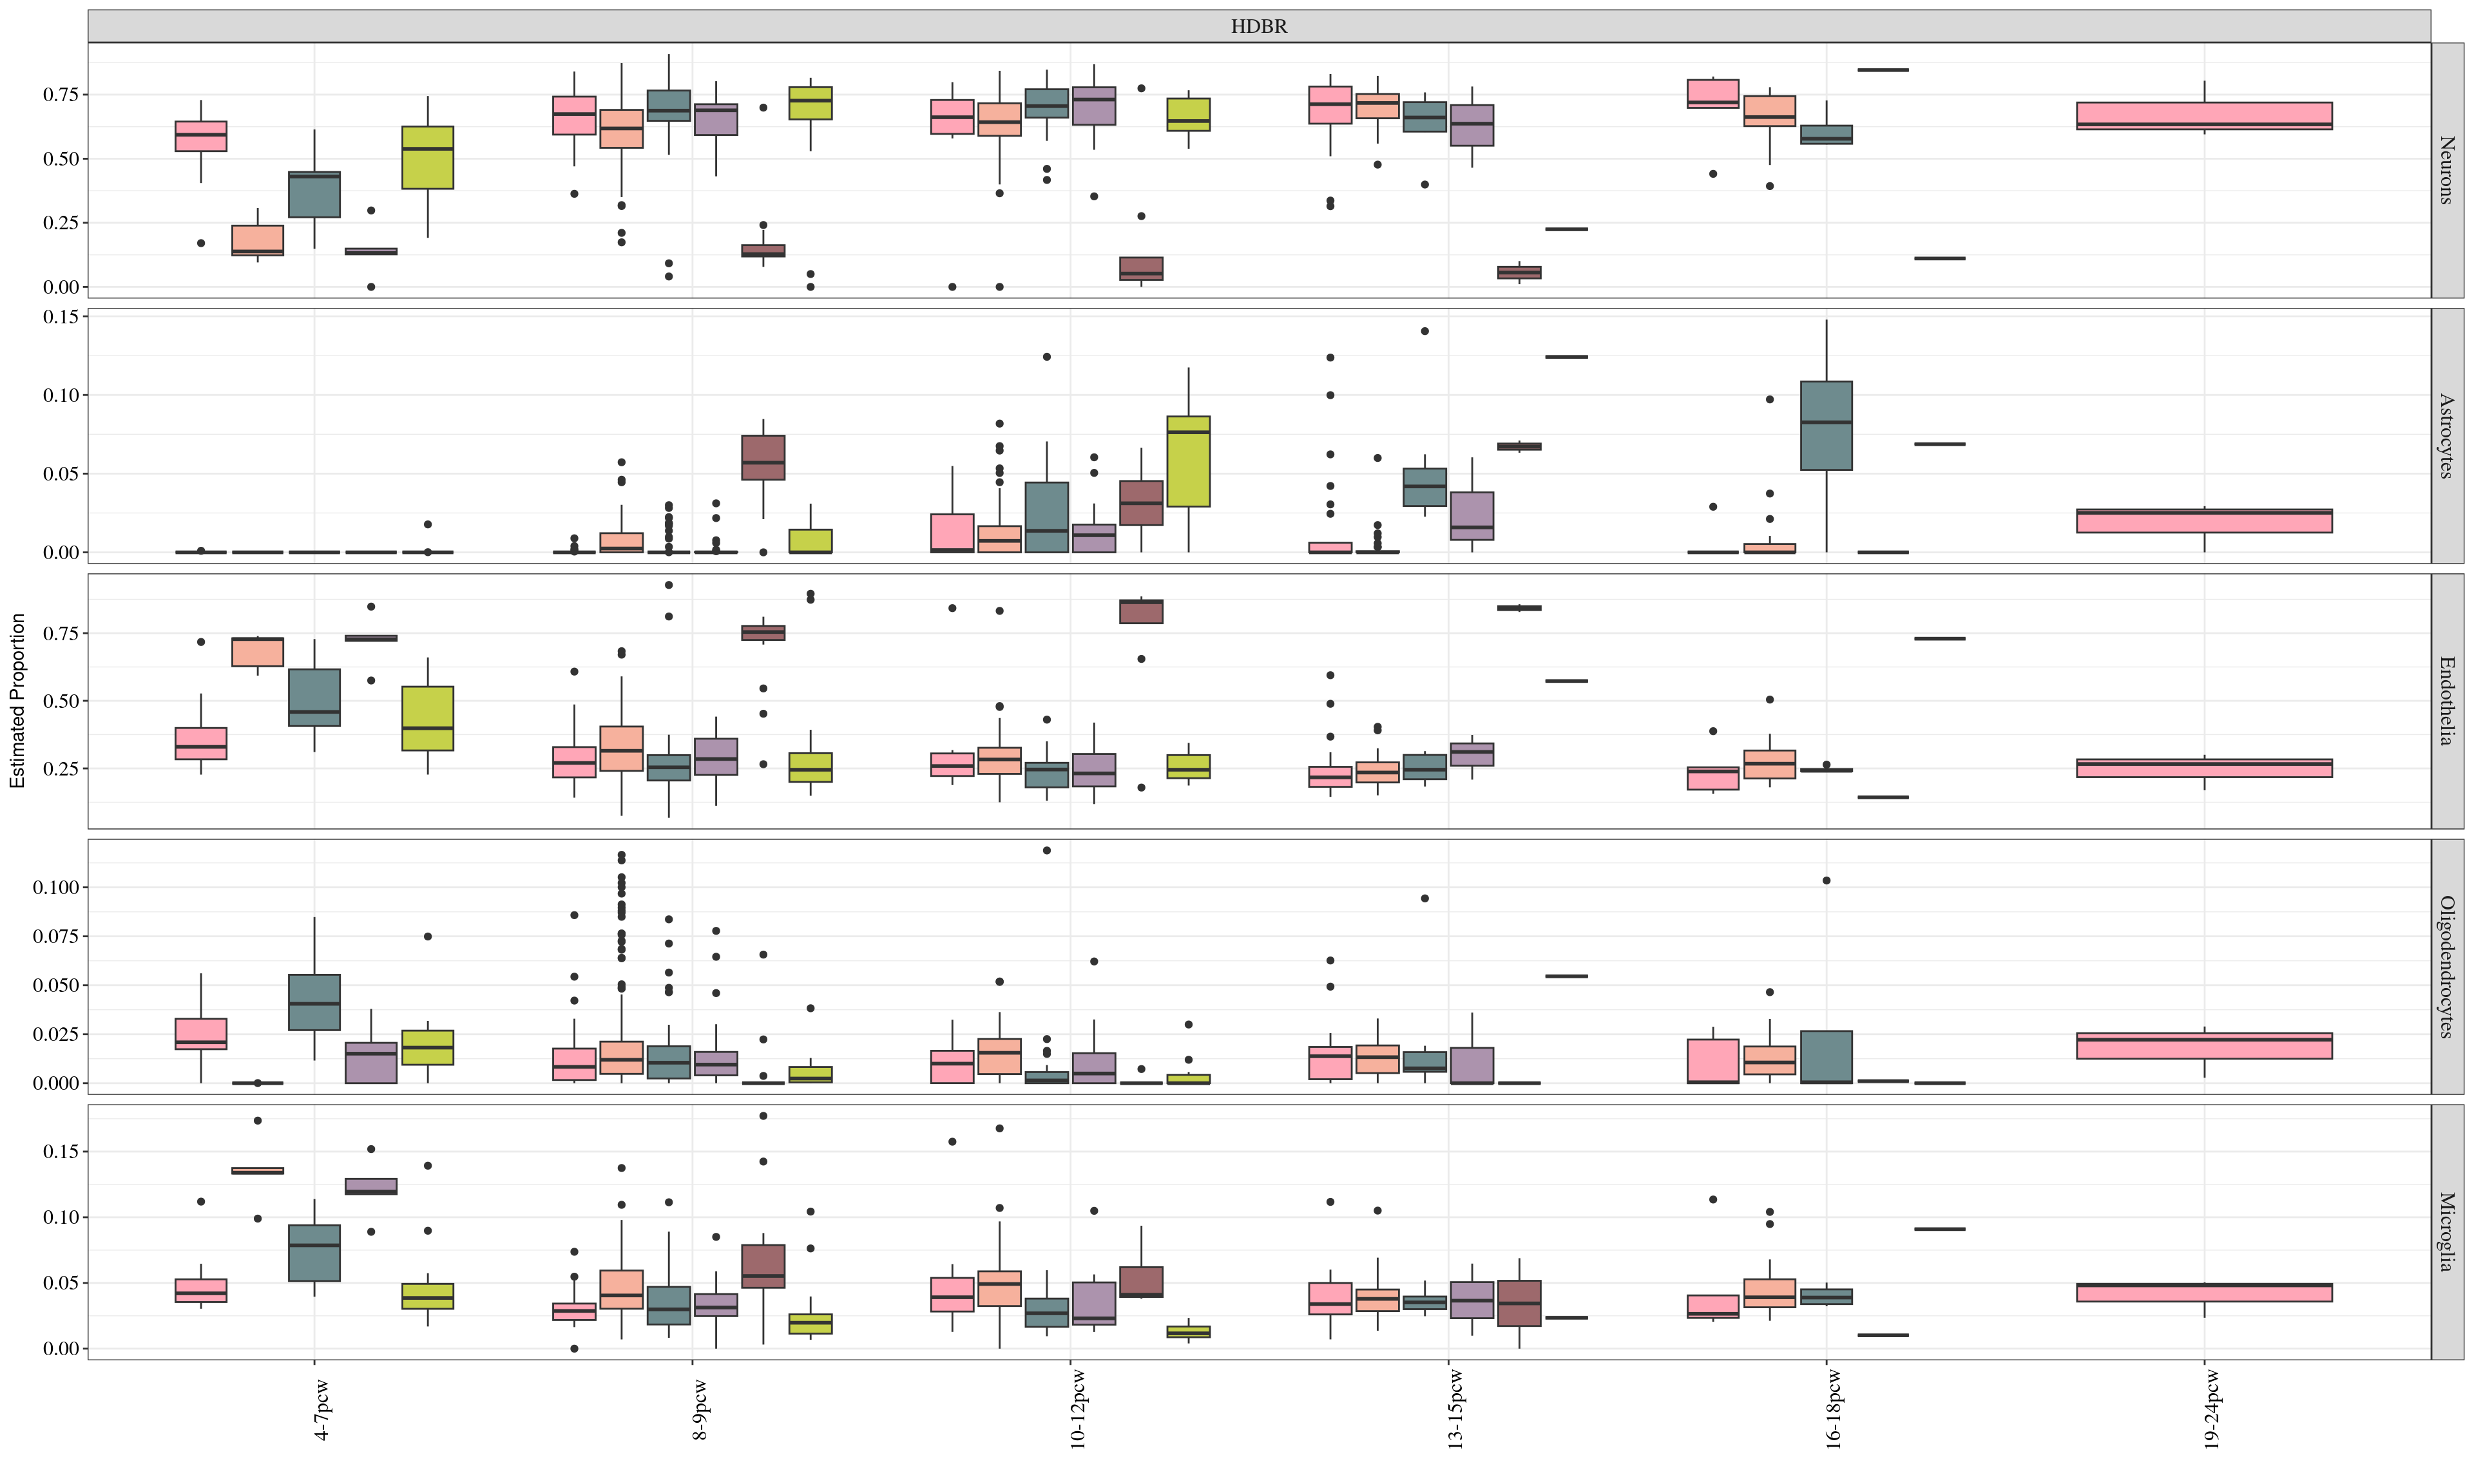 HDBR
Estimated Proportion
0.75
0.50
0.25
0.00
Neurons
0.15
0.10
0.05
0.00
Astrocytes
0.75
0.50
0.25
Endothelia
0.100
0.075
0.050
0.025
0.000
Oligodendrocytes
0.15
0.10
0.05
0.00
Microglia
4-7pcw
8-9pcw
10-12pcw
13-15pcw
16-18pcw
19-24pcw